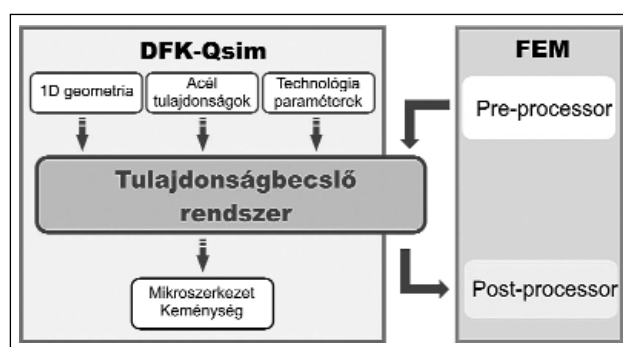 DFK-Qsim
1D geometria
Acél
tulajdonságok
Technológia
paraméterek
Tulajdonságbecslő
rendszer
Mikroszerkezet
Keménység
FEM
Pre-processor
Post-processor